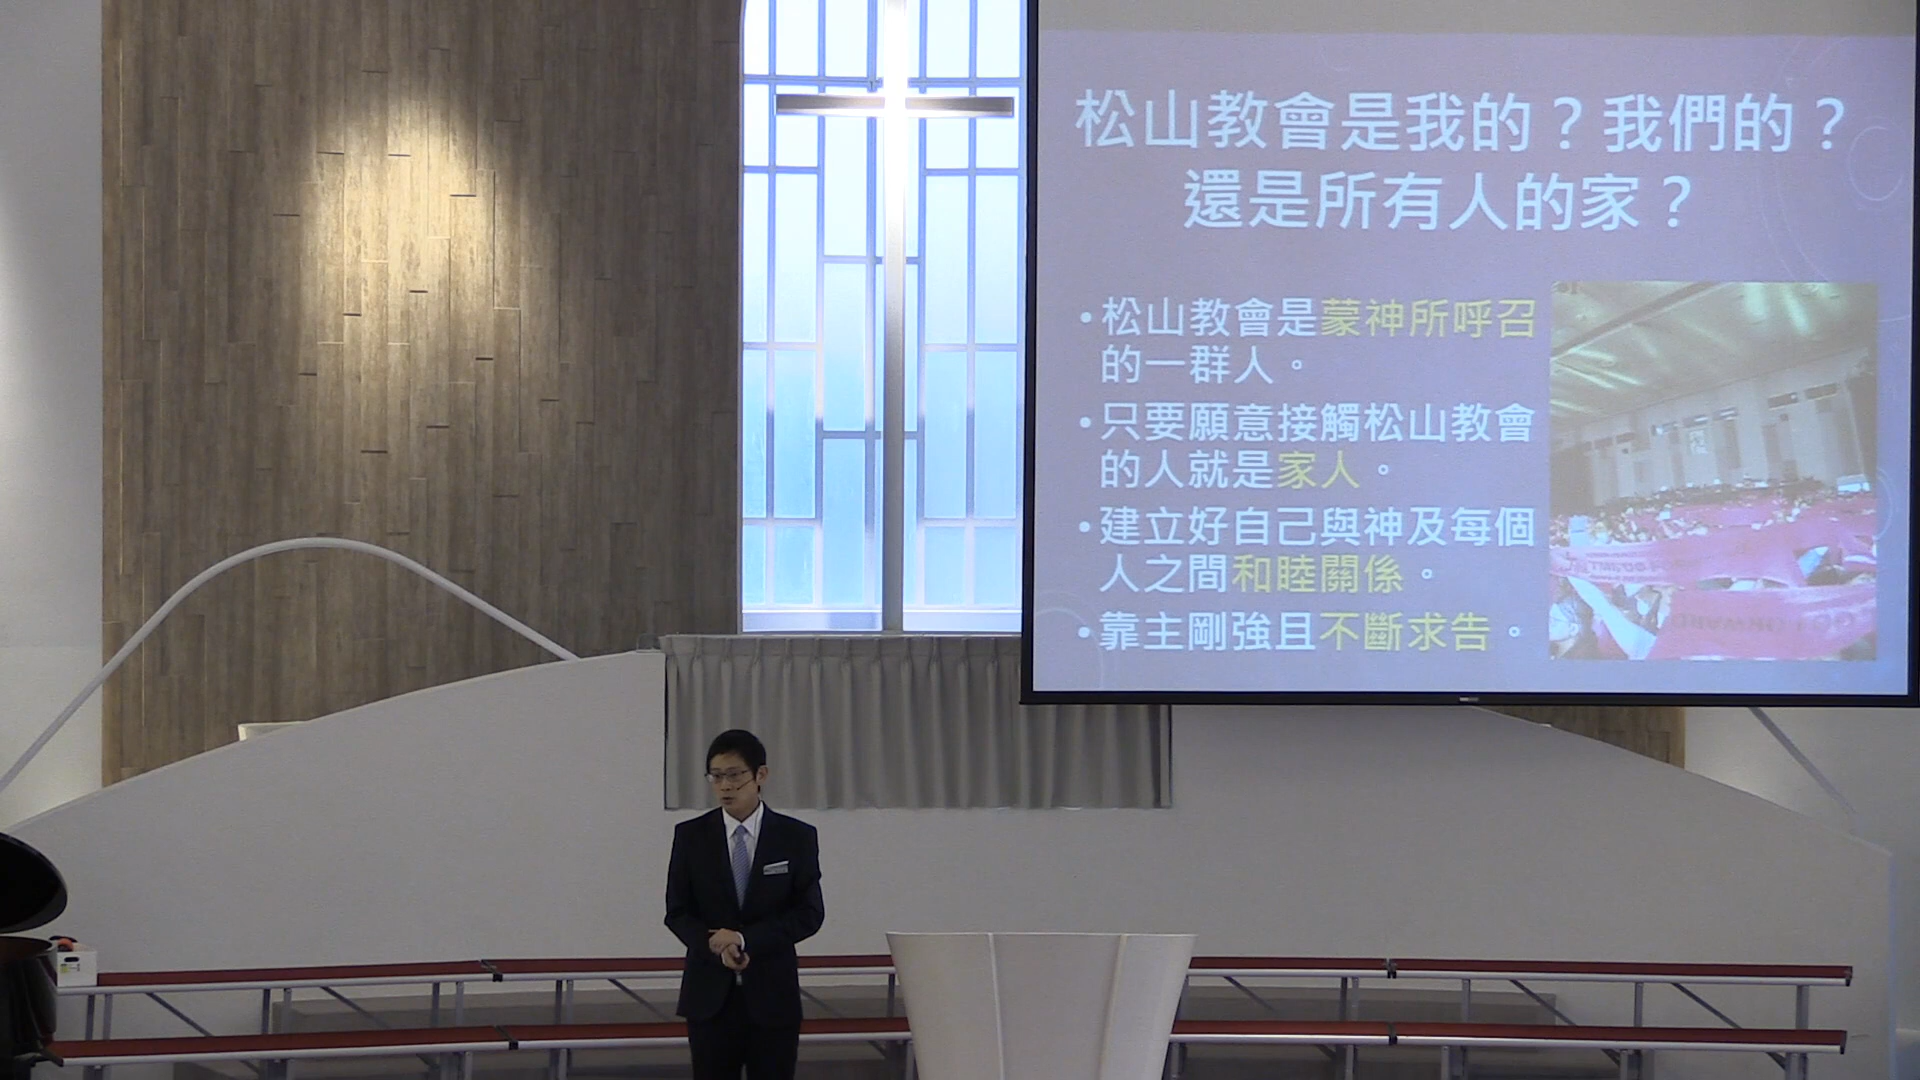 松山教會是我的？我們的？
還是所有人的家？
•松山教會是蒙神所呼召
的一群人。
•只要願意接觸松山教會
的人就是家人。
•建立好自己與神及每個
人之間和睦關係。
•靠主剛強且不斷求告。